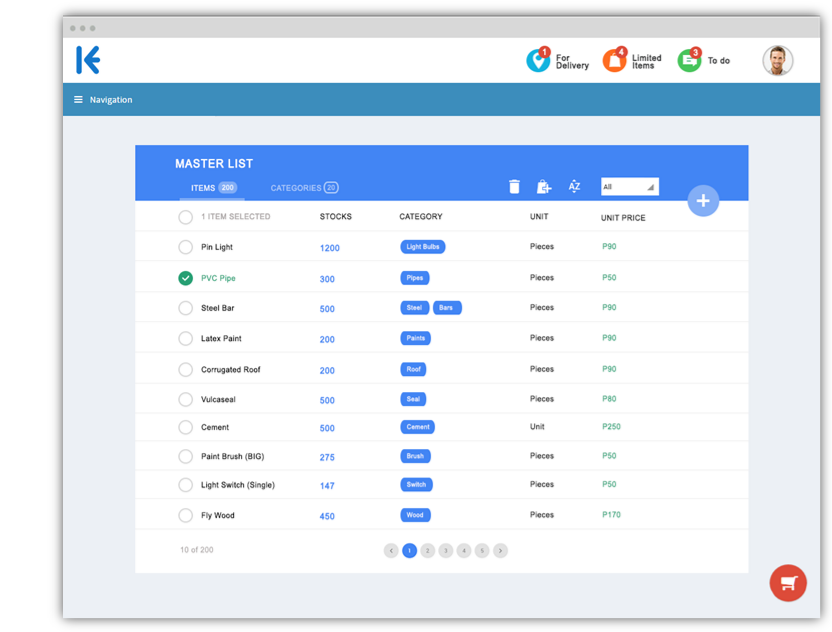 1 For Delivery 4 Limited Items 3 To do
Navigation
MASTER LIST
ITEMS 200 CATEGORIES 20 AZ All
1 ITEM SELECTED STOCKS CATEGORY UNIT UNIT PRICE
Pin Light 1200 Light Bulbs Pieces P90
PVC Pipe 300 Pipes Pieces P50
Steel Bar 500 Steel Bars Pieces P90
Latex Paint 200 Paints Pieces P90
Corrugated Roof 200 Roof Pieces P90
Vulcaseal 500 Seal Pieces P80
Cement 500 Cement Unit P250
Paint Brush (BIG) 275 Brush Pieces P50
Light Switch (Single) 147 Switch Pieces P50
Fly Wood 450 Wood Pieces P170
10 of 200 1 2 3 4 5